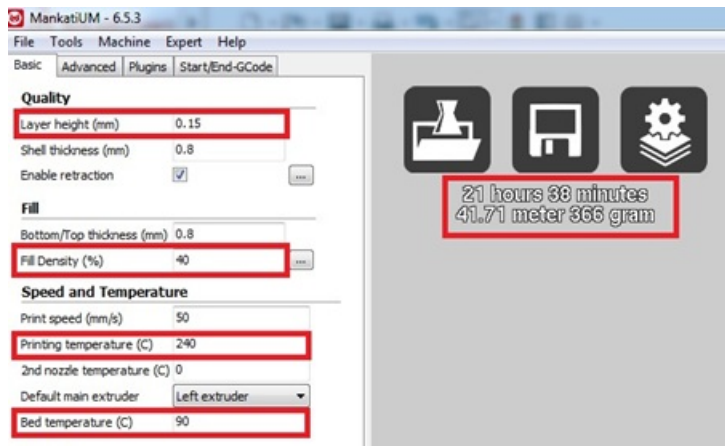 MankatiUM - 6.5.3
File Tools Machine Expert Help
Basic Advanced Plugins Start/End-GCode
Quality
Layer height (mm) 0.15
Shell thickness (mm) 0.8
Enable retraction ...
Fill
Bottom/Top thickness (mm) 0.8
Fill Density (%) 40 ...
Speed and Temperature
Print speed (mm/s) 50
Printing temperature (C) 240
2nd nozzle temperature (C) 0
Default main extruder Left extruder
Bed temperature (C) 90
21 hours 38 minutes
41.71 meter 366 gram